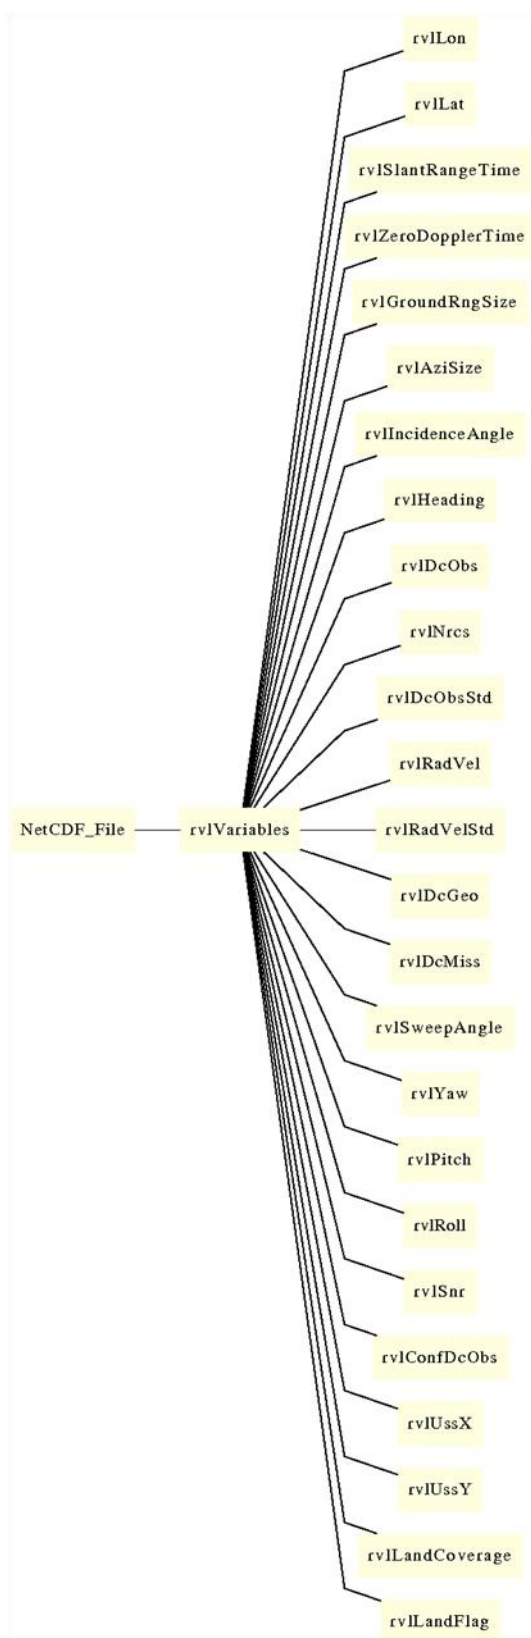 rvlLon
rvlLat
rvlSlantRangeTime
rvlZeroDopplerTime
rvlGroundRngSize
rvlAziSize
rvlIncidenceAngle
rvlHeading
rvlDcObs
rvlNrcs
rvlDcObsStd
rvlRadVel
NetCDF_File rvlVariables rvlRadVelStd
rvlDcGeo
rvlDcMiss
rvlSweepAngle
rvlYaw
rvlPitch
rvlRoll
rvlSnr
rvlConfDcObs
rvlUssX
rvlUssY
rvlLandCoverage
rvlLandFlag